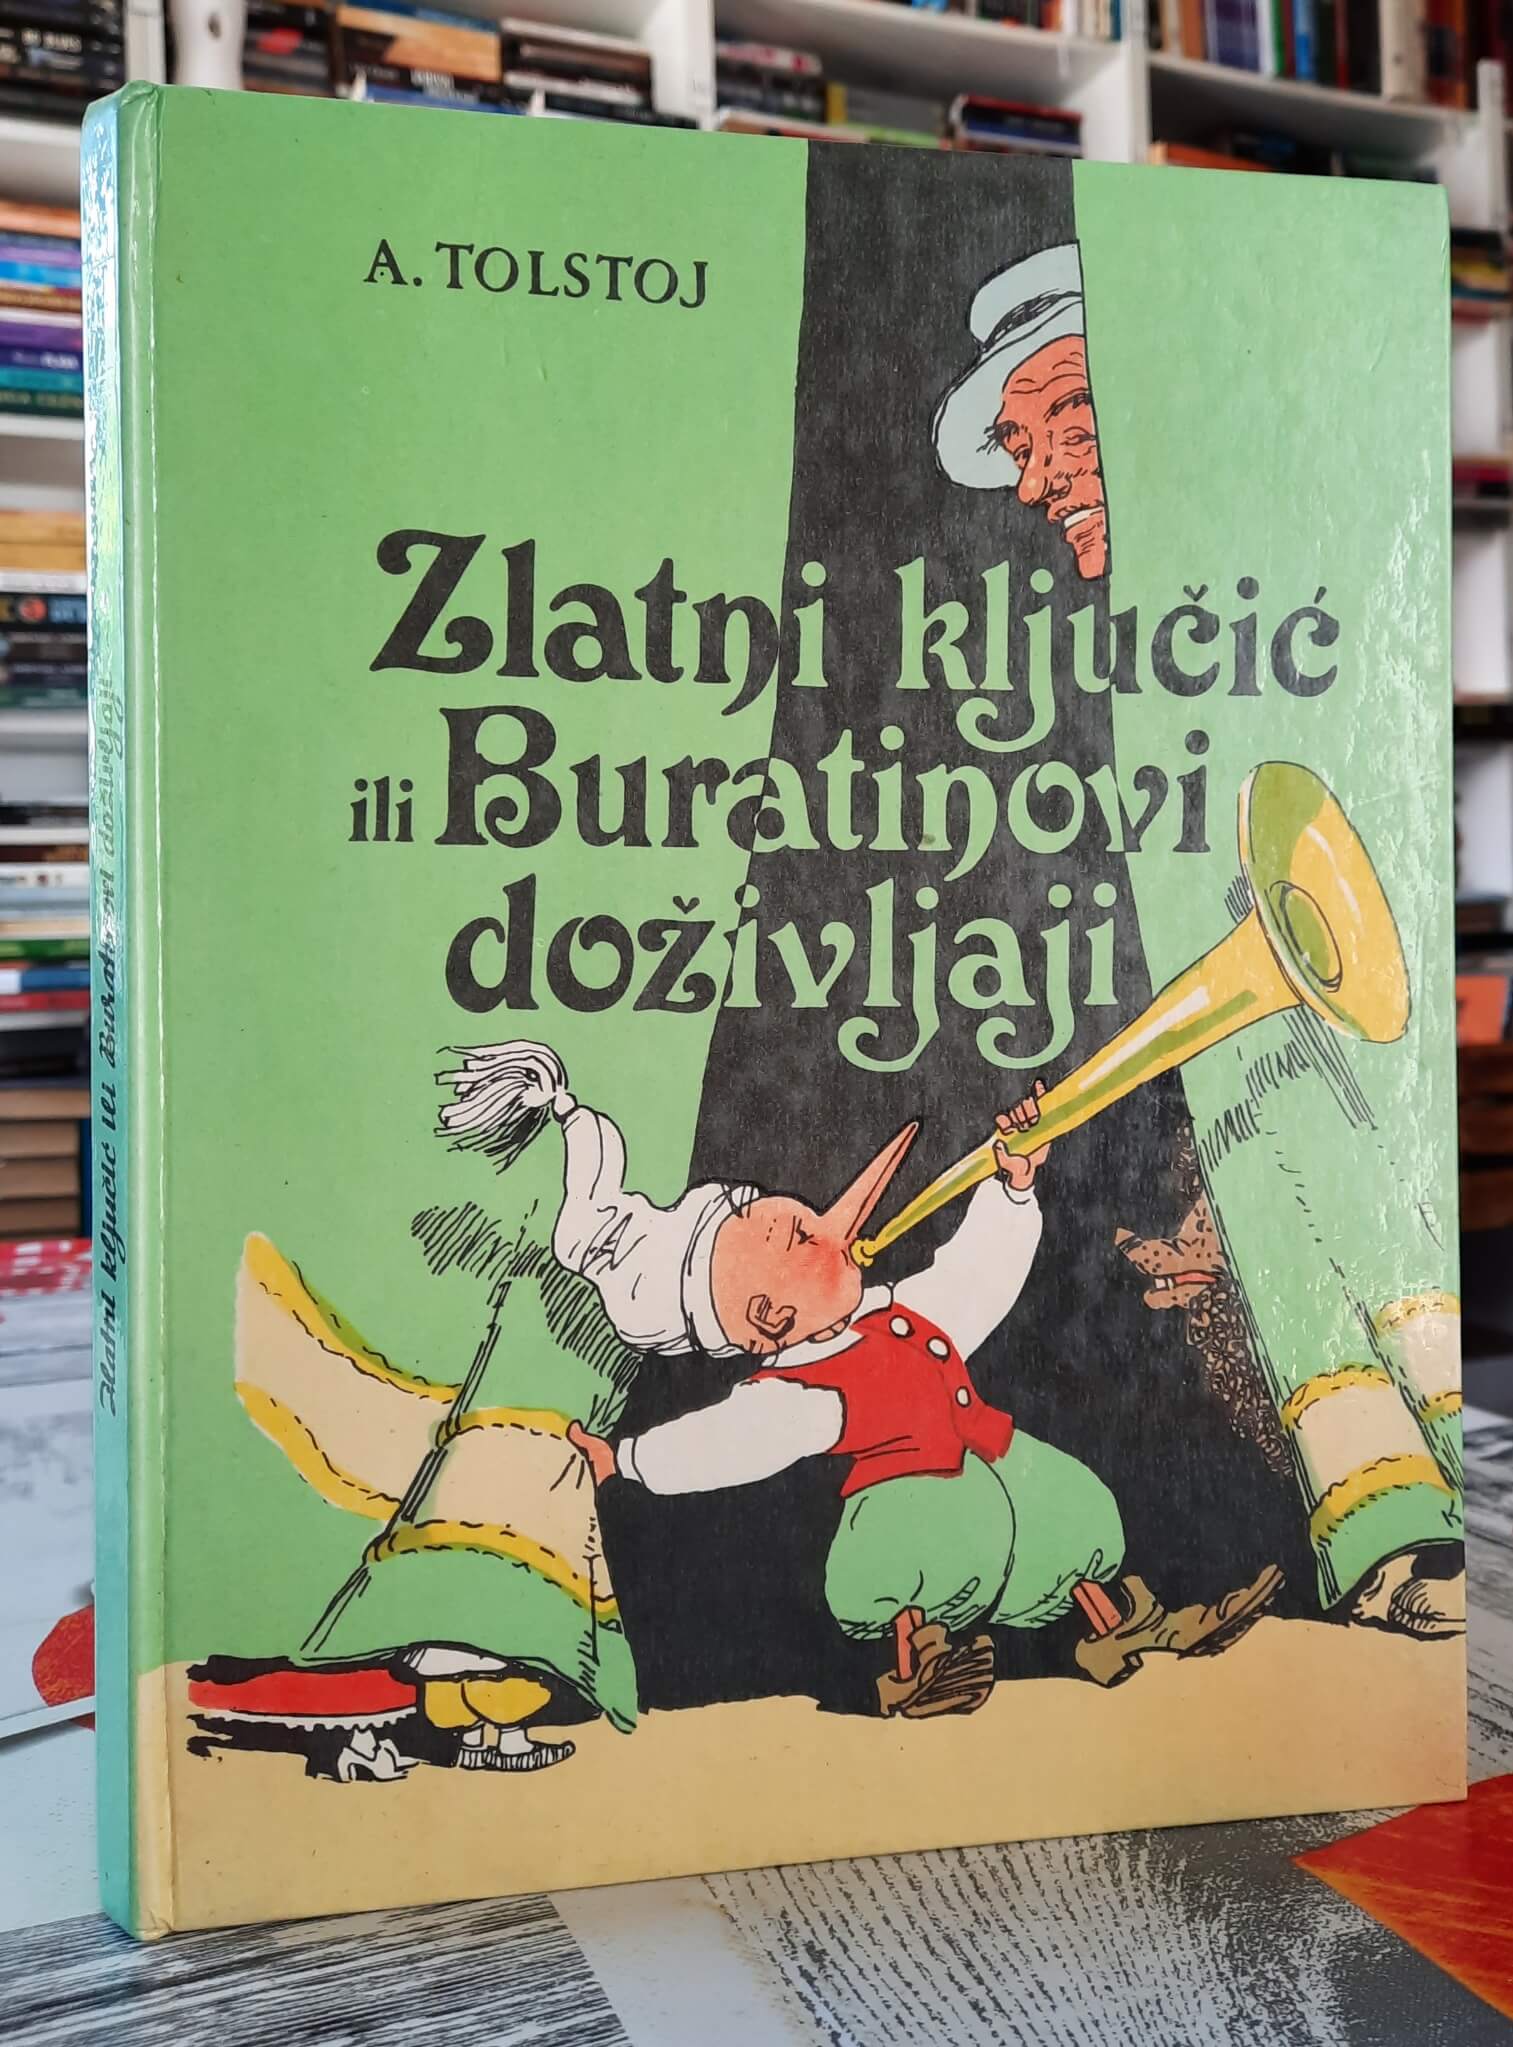 A. TOLSTOJ
Zlatni ključić
ili Buratinovi
doživljaji
Zlatni ključić ili Buratinovi doživljaji